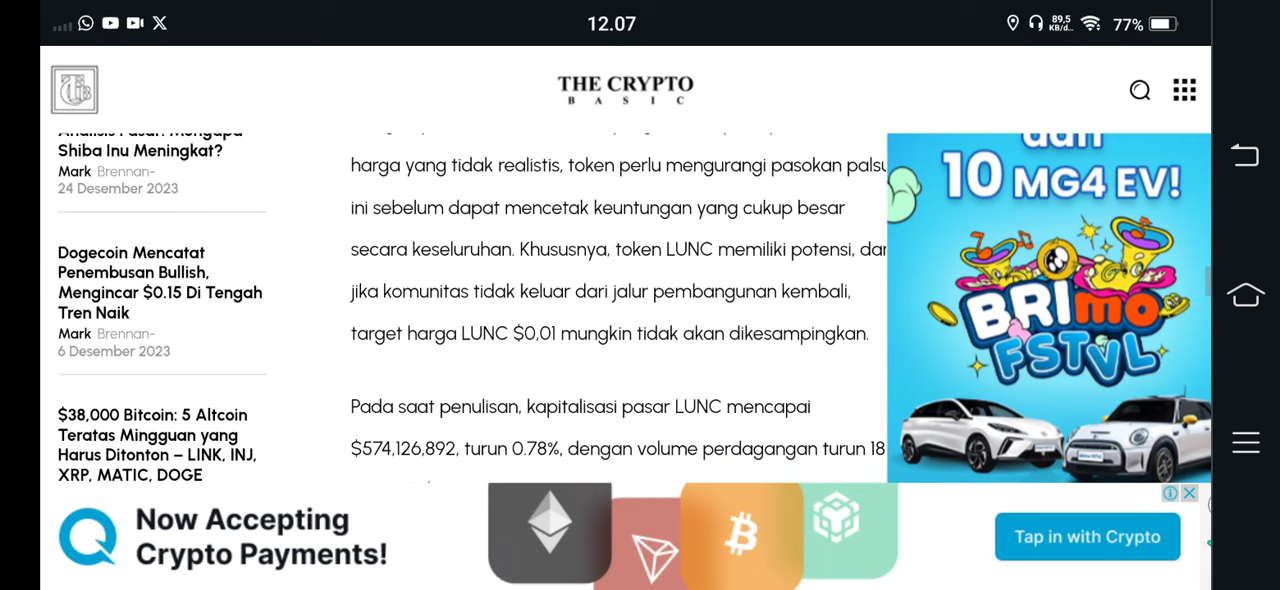 12.07
89,5
KB/d...
77%
THE CRYPTO
BASIC
Analisis Pasar: Mengapa
Shiba Inu Meningkat?
Mark Brennan-
24 Desember 2023
Dogecoin Mencatat
Penembusan Bullish,
Mengincar $0.15 Di Tengah
Tren Naik
Mark Brennan-
6 Desember 2023
$38,000 Bitcoin: 5 Altcoin
Teratas Mingguan yang
Harus Ditonton – LINK, INJ,
XRP, MATIC, DOGE
harga yang tidak realistis, token perlu mengurangi pasokan palsu
ini sebelum dapat mencetak keuntungan yang cukup besar
secara keseluruhan. Khususnya, token LUNC memiliki potensi, dan
jika komunitas tidak keluar dari jalur pembangunan kembali,
target harga LUNC $0,01 mungkin tidak akan dikesampingkan.
Pada saat penulisan, kapitalisasi pasar LUNC mencapai
$574,126,892, turun 0.78%, dengan volume perdagangan turun 18
dan
10 MG4 EV!
BRImo
FSTVL
Now Accepting
Crypto Payments!
Tap in with Crypto